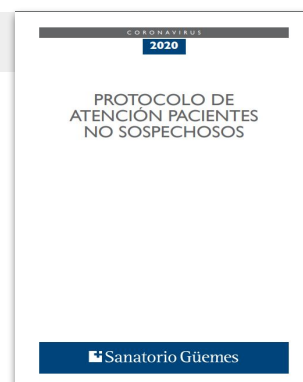 CORONAVIRUS
2020
PROTOCOLO DE
ATENCIÓN PACIENTES
NO SOSPECHOSOS
Sanatorio Güemes